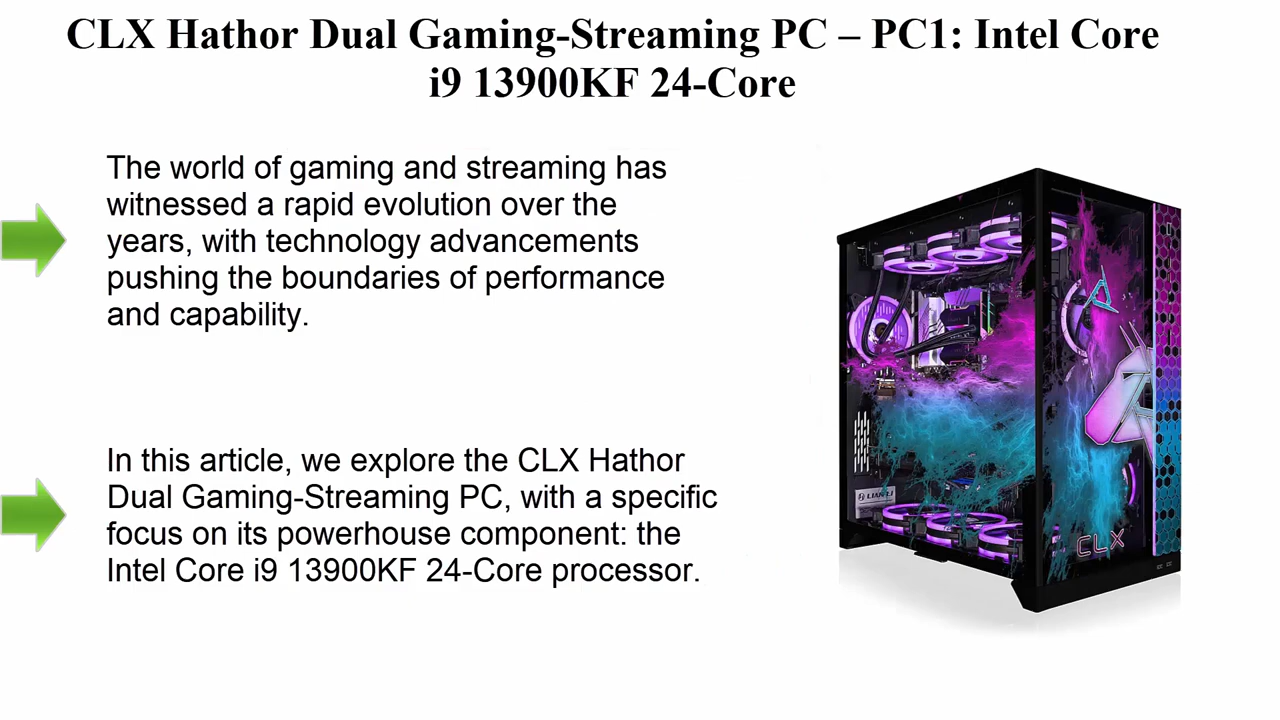 CLX Hathor Dual Gaming-Streaming PC – PC1: Intel Core
i9 13900KF 24-Core
The world of gaming and streaming has
witnessed a rapid evolution over the
years, with technology advancements
pushing the boundaries of performance
and capability.
In this article, we explore the CLX Hathor
Dual Gaming-Streaming PC, with a specific
focus on its powerhouse component: the
Intel Core i9 13900KF 24-Core processor.
LIAN LI
CLX